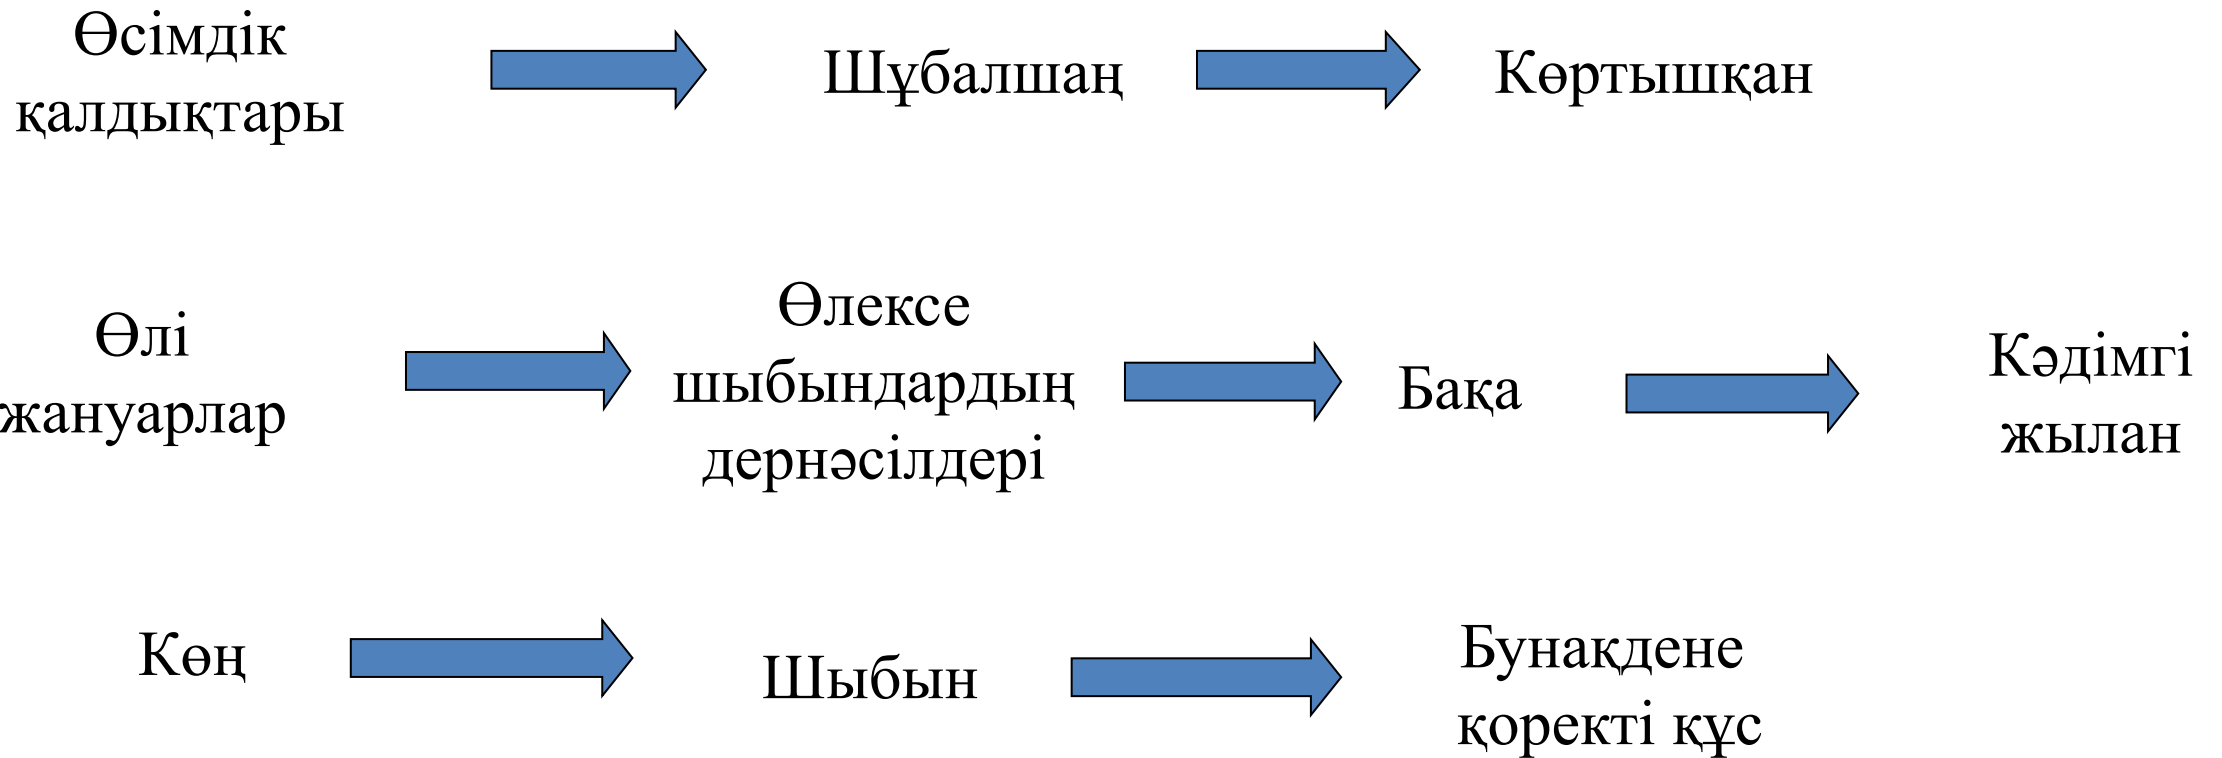 Өсімдік
қалдықтары
Шұбалшаң
Көртышқан
Өлі
жануарлар
Өлексе
шыбындардың
дернәсілдері
Бақа
Кәдімгі
жылан
Көң
Шыбын
Бунақдене
қоректі құс